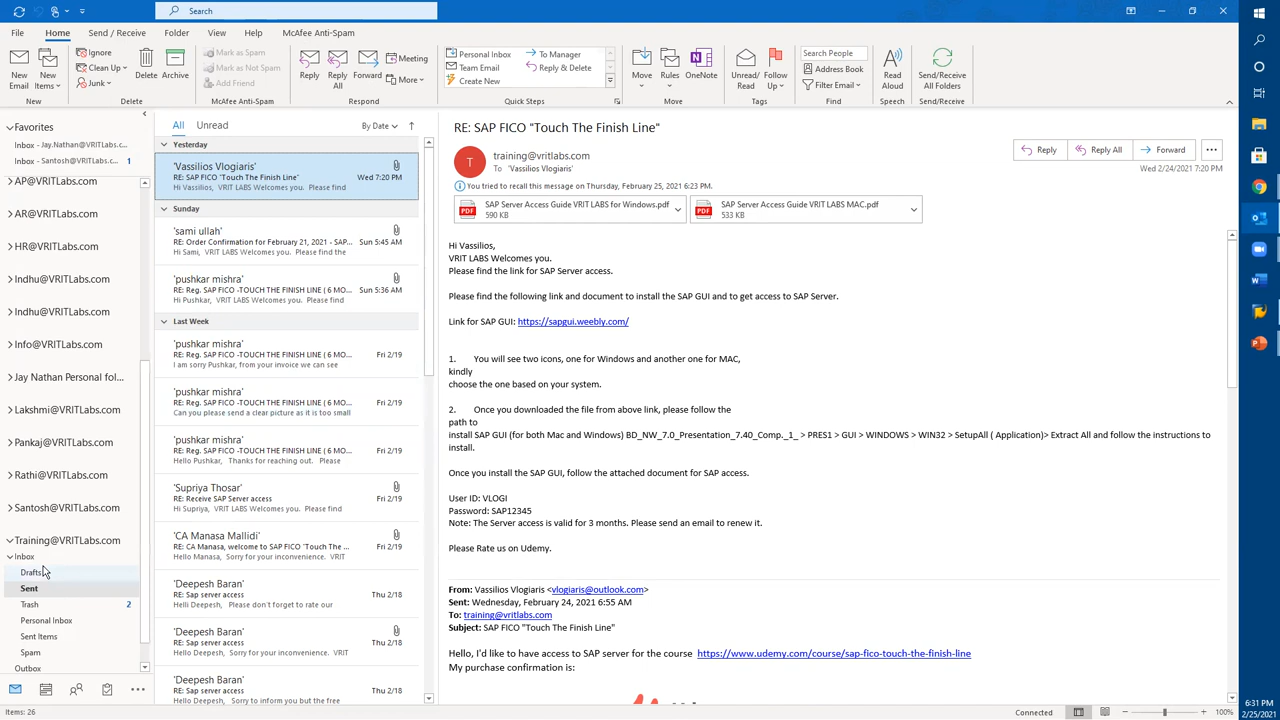 Search
File
Home
Send / Receive
Folder
View
Help
McAfee Anti-Spam
New
Email
New
Items
New
Ignore
Clean Up
Junk
Delete
Archive
Delete
Mark as Spam
Mark as Not Spam
Add Friend
McAfee Anti-Spam
Reply
Reply
All
Forward
Meeting
More
Respond
Personal Inbox
Team Email
Create New
To Manager
Reply & Delete
Quick Steps
Move
Rules
OneNote
Move
Unread/
Read
Follow
Up
Tags
Search People
Address Book
Filter Email
Find
Read
Aloud
Speech
Send/Receive
All Folders
Send/Receive
Favorites
Inbox - Jay.Nathan@VRITLabs.c...
Inbox - Santosh@VRITLabs.c... 1
AP@VRITLabs.com
AR@VRITLabs.com
HR@VRITLabs.com
Indhu@VRITLabs.com
Indhu@VRITLabs.com
Info@VRITLabs.com
Jay Nathan Personal fol...
Lakshmi@VRITLabs.com
Pankaj@VRITLabs.com
Rathi@VRITLabs.com
Santosh@VRITLabs.com
Training@VRITLabs.com
Inbox
Drafts
Sent
Trash 2
Personal Inbox
Sent Items
Spam
Outbox
Items: 26
All
Unread
By Date
Yesterday
'Vassilios Vlogiaris'
RE: SAP FICO "Touch The Finish Line" Wed 7:20 PM
Hi Vassilios, VRIT LABS Welcomes you. Please find
Sunday
'sami ullah'
RE: Order Confirmation for February 21, 2021 - SAP... Sun 5:45 AM
Hi Sami, VRIT LABS Welcomes you. Please find the
'pushkar mishra'
RE: Reg. SAP FICO -TOUCH THE FINISH LINE ( 6 MO... Sun 5:36 AM
Hi Pushkar, VRIT LABS Welcomes you. Please find
Last Week
'pushkar mishra'
RE: Reg. SAP FICO -TOUCH THE FINISH LINE ( 6 MO... Fri 2/19
I am sorry Pushkar, from your invoice we can see
'pushkar mishra'
RE: Reg. SAP FICO -TOUCH THE FINISH LINE ( 6 MO... Fri 2/19
Can you please send a clear picture as it is too small
'pushkar mishra'
RE: Reg. SAP FICO -TOUCH THE FINISH LINE ( 6 MO... Fri 2/19
Hello Pushkar, Thanks for reaching out. Please
'Supriya Thosar'
RE: Receive SAP Server access Fri 2/19
Hi Supriya, VRIT LABS Welcomes you. Please find
'CA Manasa Mallidi'
RE: CA Manasa, welcome to SAP FICO "Touch The ... Fri 2/19
Hello Manasa, Sorry for your inconvenience. VRIT
'Deepesh Baran'
RE: Sap server access Thu 2/18
Helli Deepesh, Please don't forget to rate our
'Deepesh Baran'
RE: Sap server access Thu 2/18
Hello Deepesh, Sorry for your inconvenience. VRIT
'Deepesh Baran'
RE: Sap server access Thu 2/18
Hello Deepesh, Sorry to inform you but the free
RE: SAP FICO "Touch The Finish Line"
T
training@vritlabs.com
To 'Vassilios Vlogiaris'
Reply
Reply All
Forward
Wed 2/24/2021 7:20 PM
You tried to recall this message on Thursday, February 25, 2021 6:23 PM.
PDF
SAP Server Access Guide VRIT LABS for Windows.pdf
590 KB
PDF
SAP Server Access Guide VRIT LABS MAC.pdf
533 KB
Hi Vassilios,
VRIT LABS Welcomes you.
Please find the link for SAP Server access.
Please find the following link and document to install the SAP GUI and to get access to SAP Server.
Link for SAP GUI: https://sapgui.weebly.com/
1. You will see two icons, one for Windows and another one for MAC,
kindly
choose the one based on your system.
2. Once you downloaded the file from above link, please follow the
path to
install SAP GUI (for both Mac and Windows) BD_NW_7.0_Presentation_7.40_Comp._1_ > PRES1 > GUI > WINDOWS > WIN32 > SetupAll ( Application)> Extract All and follow the instructions to
install.
Once you install the SAP GUI, follow the attached document for SAP access.
User ID: VLOGI
Password: SAP12345
Note: The Server access is valid for 3 months. Please send an email to renew it.
Please Rate us on Udemy.
From: Vassilios Vlogiaris <vlogiaris@outlook.com>
Sent: Wednesday, February 24, 2021 6:55 AM
To: training@vritlabs.com
Subject: SAP FICO "Touch The Finish Line"
Hello, I'd like to have access to SAP server for the course https://www.udemy.com/course/sap-fico-touch-the-finish-line
My purchase confirmation is:
Connected
100%
6:31 PM
2/25/2021